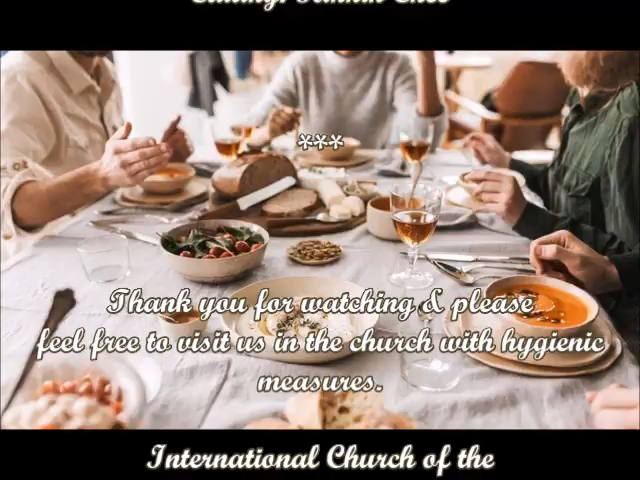 ***
Thank you for watching & please
feel free to visit us in the church with hygienic
measures.
International Church of the